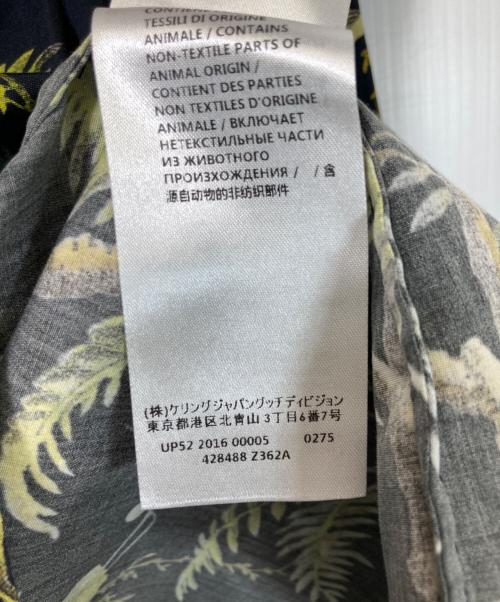 CONTIENE
TESSILI DI ORIGINE
ANIMALE / CONTAINS
NON-TEXTILE PARTS OF
ANIMAL ORIGIN /
CONTIENT DES PARTIES
NON TEXTILES D'ORIGINE
ANIMALE / ВКЛЮЧАЕТ
НЕТЕКСТИЛЬНЫЕ ЧАСТИ
ИЗ ЖИВОТНОГО
ПРОИЗХОЖДЕНИЯ / / 含
源自动物的非纺织部件
(株)ケリングジャパングッチディビジョン
東京都港区北青山3丁目6番7号
UP52 2016 00005 0275
428488 Z362A